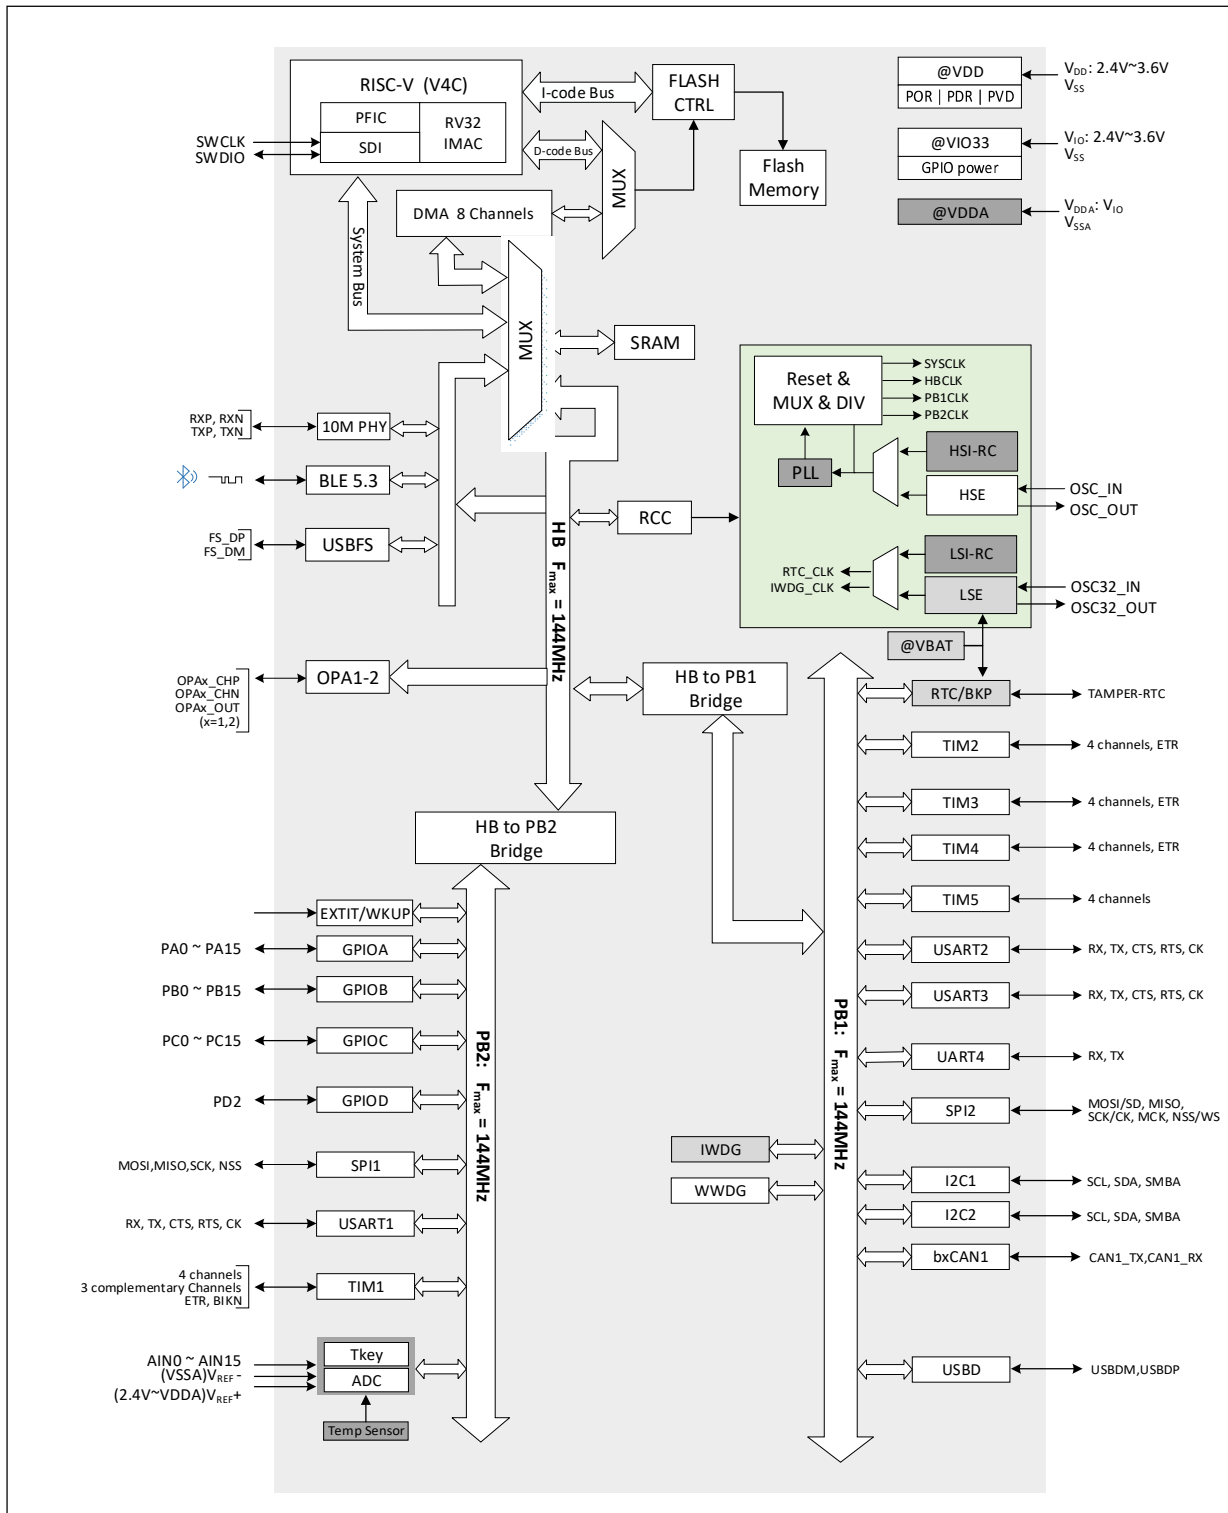 RISC-V (V4C)
PFIC
SDI
RV32
IMAC
SWCLK
SWDIO
I-code Bus
D-code Bus
FLASH
CTRL
MUX
Flash
Memory
@VDD
POR | PDR | PVD
VDD: 2.4V~3.6V
VSS
@VIO33
GPIO power
VIO: 2.4V~3.6V
VSS
@VDDA
VDDA: VIO
VSSA
DMA 8 Channels
System Bus
MUX
SRAM
RXP, RXN
TXP, TXN
10M PHY
BLE 5.3
FS_DP
FS_DM
USBFS
HB Fmax = 144MHz
RCC
Reset &
MUX & DIV
SYSCLK
HBCLK
PB1CLK
PB2CLK
PLL
HSI-RC
HSE
OSC_IN
OSC_OUT
LSI-RC
LSE
RTC_CLK
IWDG_CLK
OSC32_IN
OSC32_OUT
@VBAT
OPAx_CHP
OPAx_CHN
OPAx_OUT
(x=1,2)
OPA1-2
HB to PB1
Bridge
HB to PB2
Bridge
RTC/BKP
TAMPER-RTC
TIM2
4 channels, ETR
TIM3
4 channels, ETR
TIM4
4 channels, ETR
TIM5
4 channels
USART2
RX, TX, CTS, RTS, CK
USART3
RX, TX, CTS, RTS, CK
UART4
RX, TX
SPI2
MOSI/SD, MISO,
SCK/CK, MCK, NSS/WS
I2C1
SCL, SDA, SMBA
I2C2
SCL, SDA, SMBA
bxCAN1
CAN1_TX,CAN1_RX
USBD
USBDM,USBDP
PB1: Fmax = 144MHz
IWDG
WWDG
EXTIT/WKUP
PA0 ~ PA15
GPIOA
PB0 ~ PB15
GPIOB
PC0 ~ PC15
GPIOC
PD2
GPIOD
MOSI,MISO,SCK, NSS
SPI1
RX, TX, CTS, RTS, CK
USART1
4 channels
3 complementary Channels
ETR, BIKN
TIM1
PB2: Fmax = 144MHz
AIN0 ~ AIN15
(VSSA)VREF -
(2.4V~VDDA)VREF+
Tkey
ADC
Temp Sensor